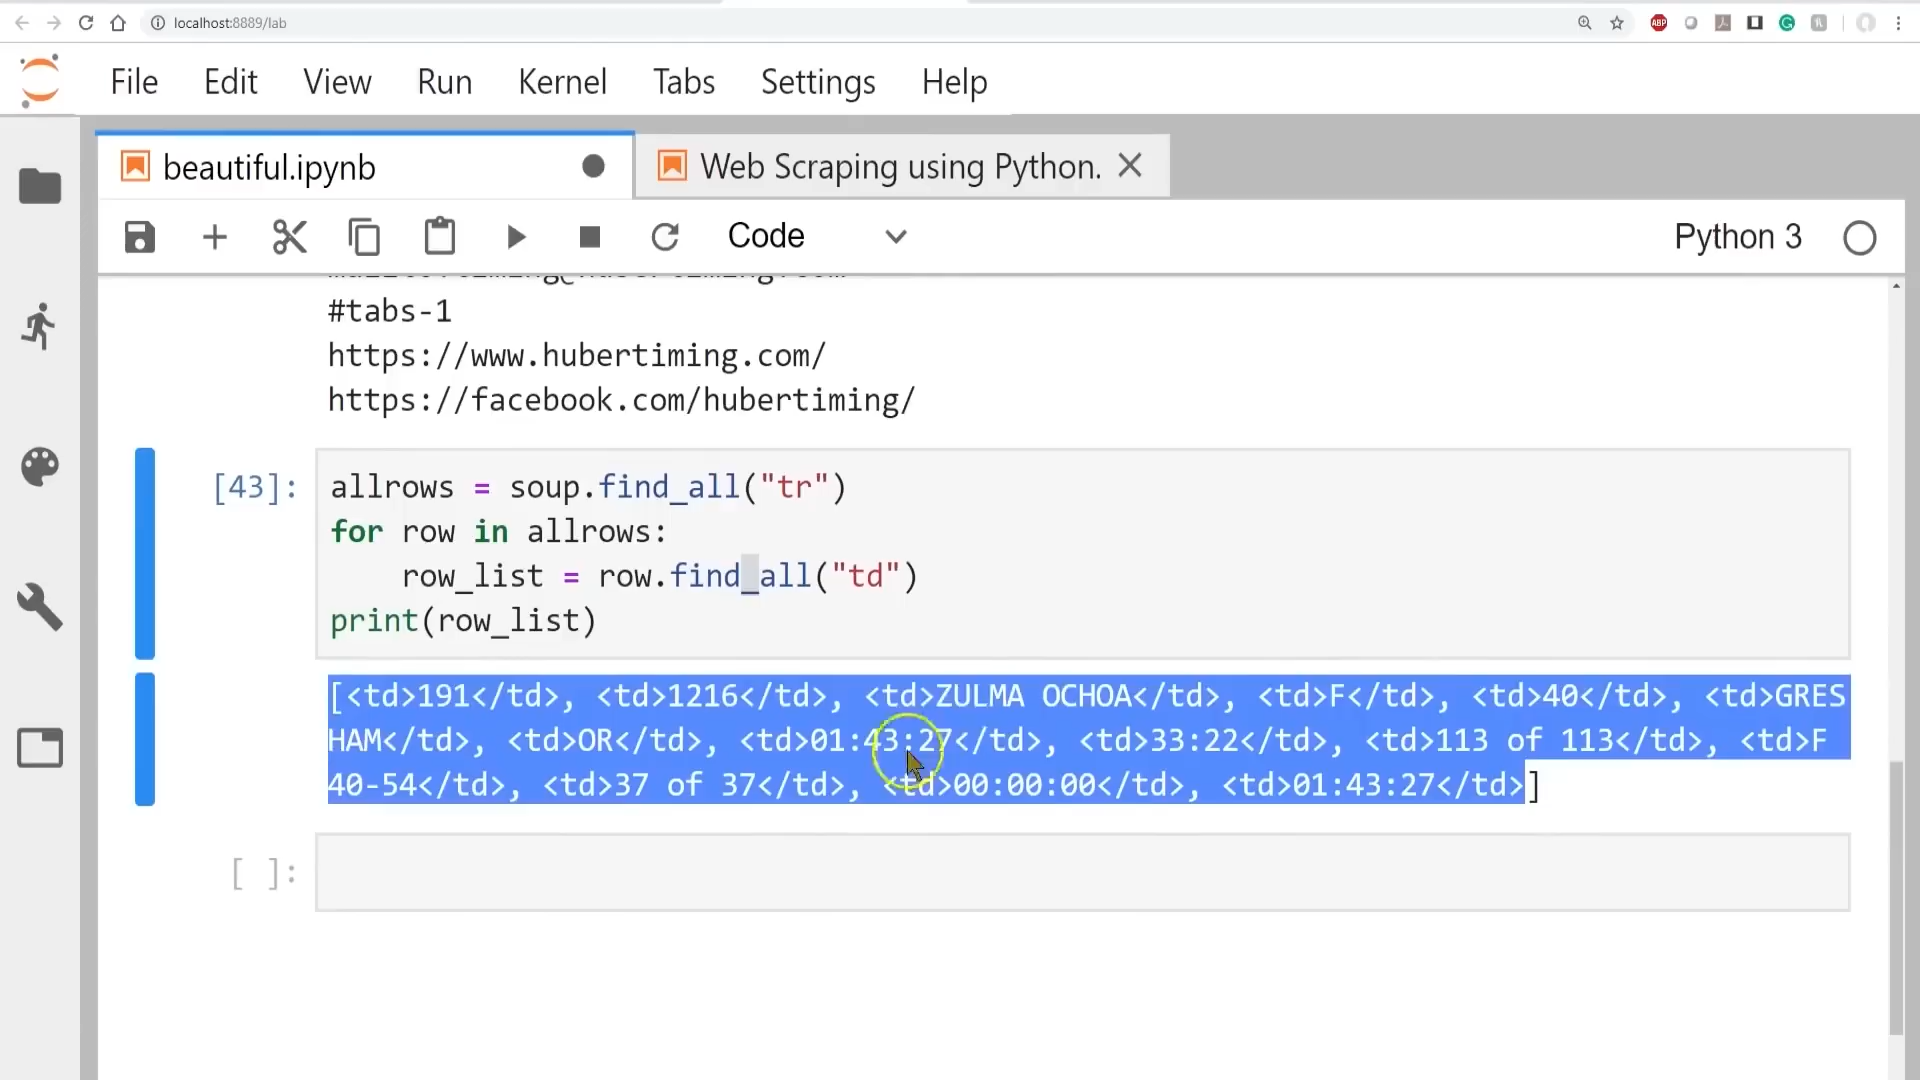 localhost:8889/lab
ABP
File Edit View Run Kernel Tabs Settings Help
beautiful.ipynb
Web Scraping using Python.
Code
Python 3
#tabs-1
https://www.hubertiming.com/
https://facebook.com/hubertiming/
[43]:
allrows = soup.find_all("tr")
for row in allrows:
    row_list = row.find_all("td")
print(row_list)
[<td>191</td>, <td>1216</td>, <td>ZULMA OCHOA</td>, <td>F</td>, <td>40</td>, <td>GRES
HAM</td>, <td>OR</td>, <td>01:43:27</td>, <td>33:22</td>, <td>113 of 113</td>, <td>F
40-54</td>, <td>37 of 37</td>, <td>00:00:00</td>, <td>01:43:27</td>]
[ ]: